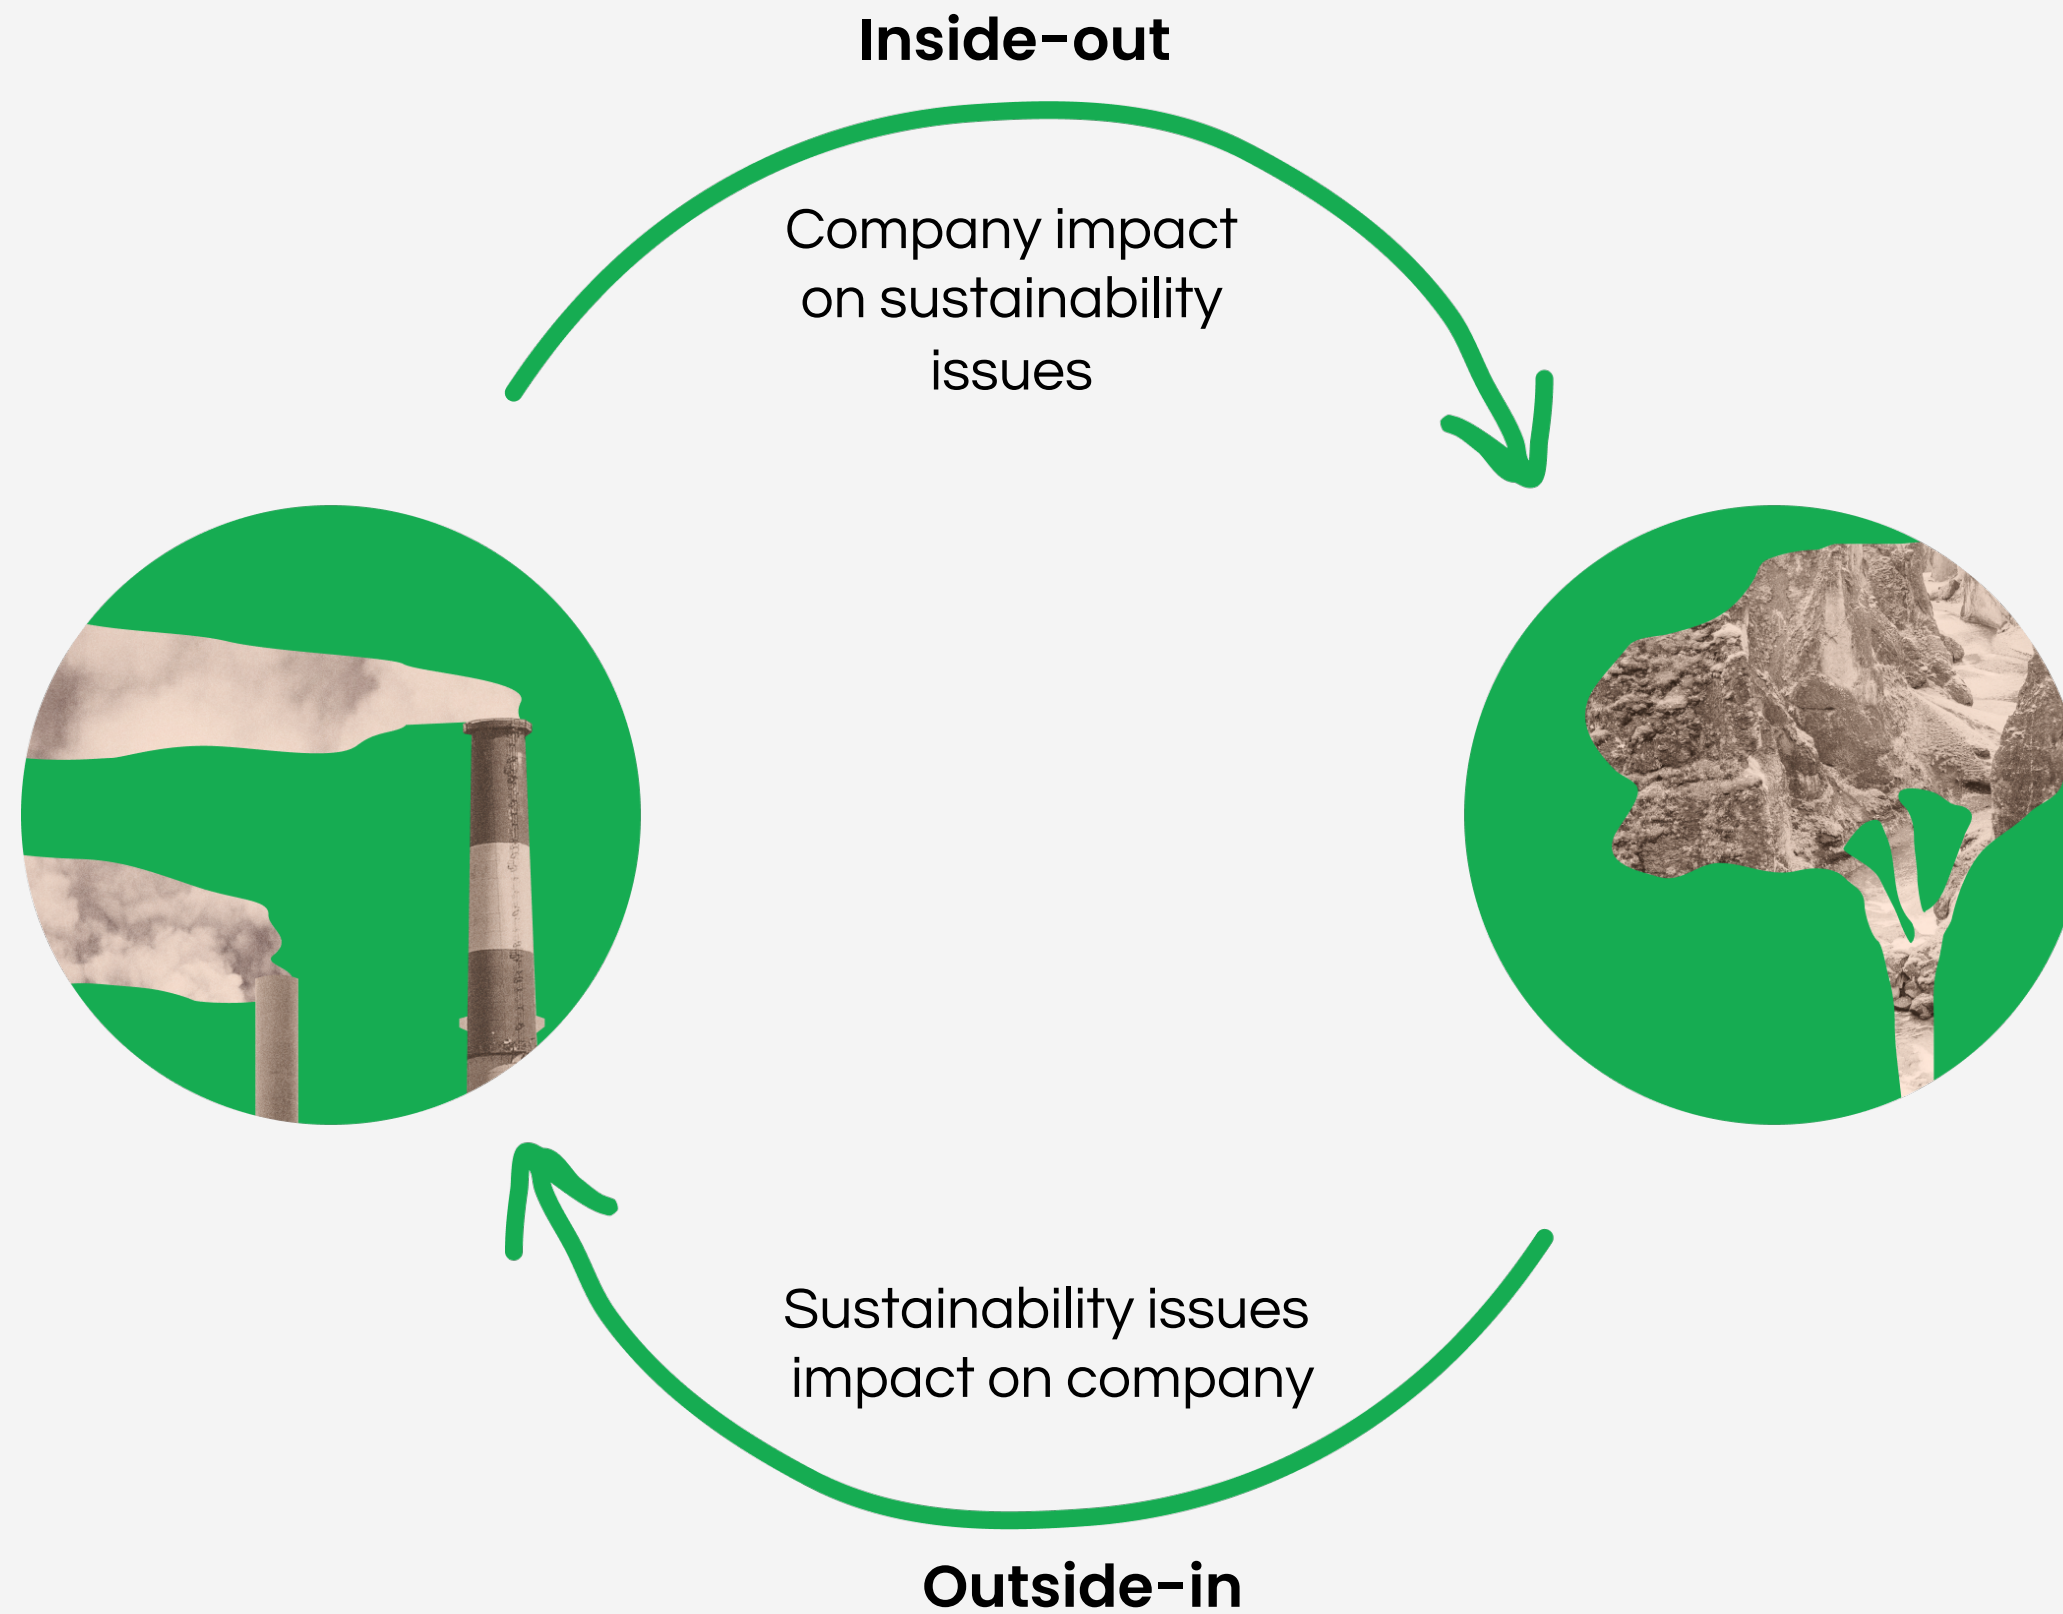 Inside-out
Company impact
on sustainability
issues
Sustainability issues
impact on company
Outside-in